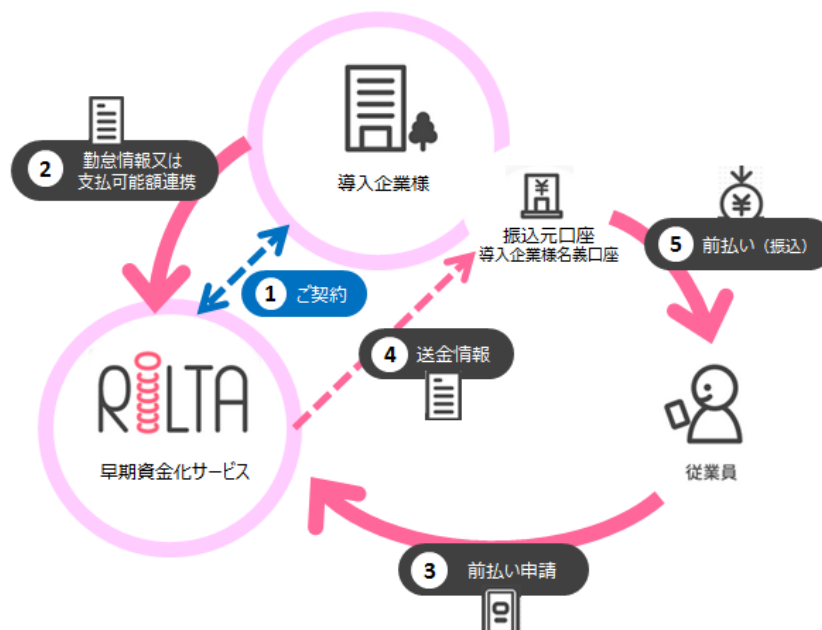 2 勤怠情報又は
支払可能額連携
導入企業様
¥
振込元口座
導入企業様名義口座
¥
5 前払い（振込）
1 ご契約
4 送金情報
RILTA
早期資金化サービス
従業員
3 前払い申請